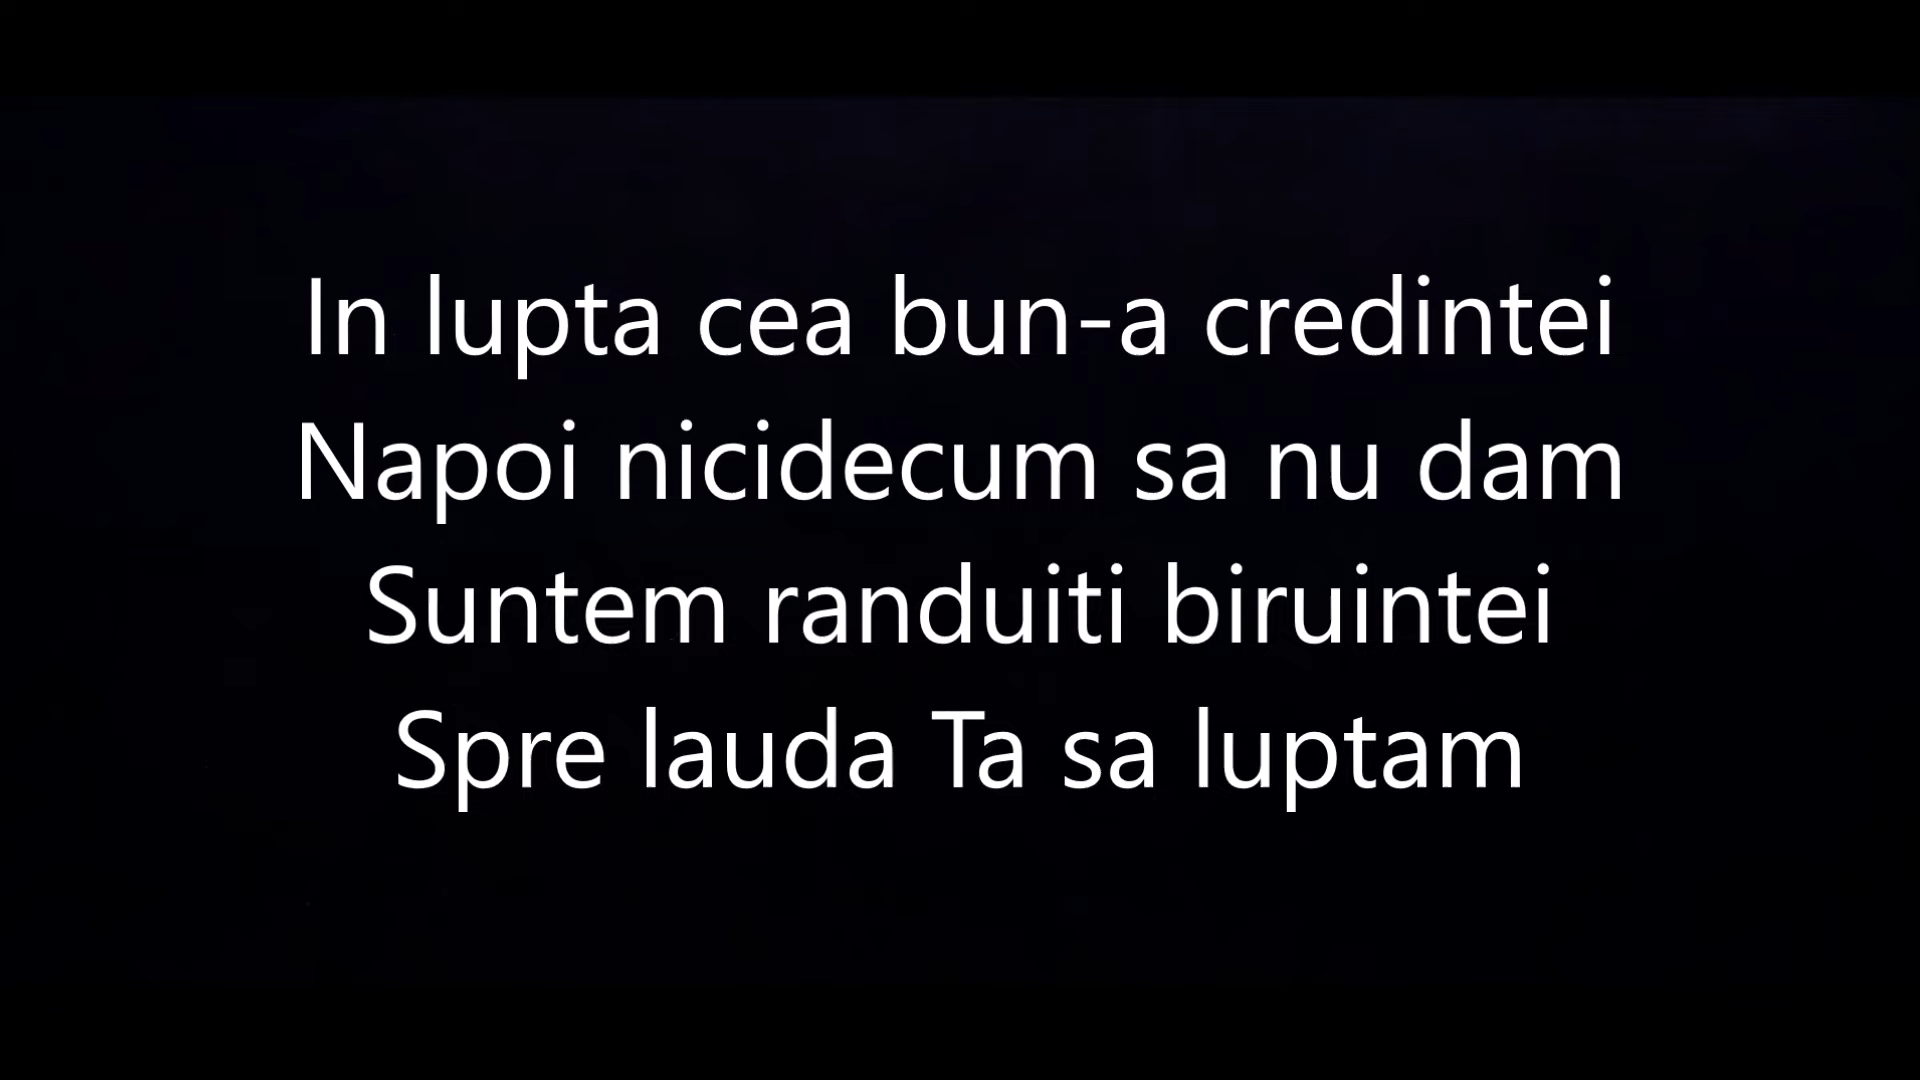 In lupta cea bun-a credintei
Napoi nicidecum sa nu dam
Suntem randuiti biruintei
Spre lauda Ta sa luptam